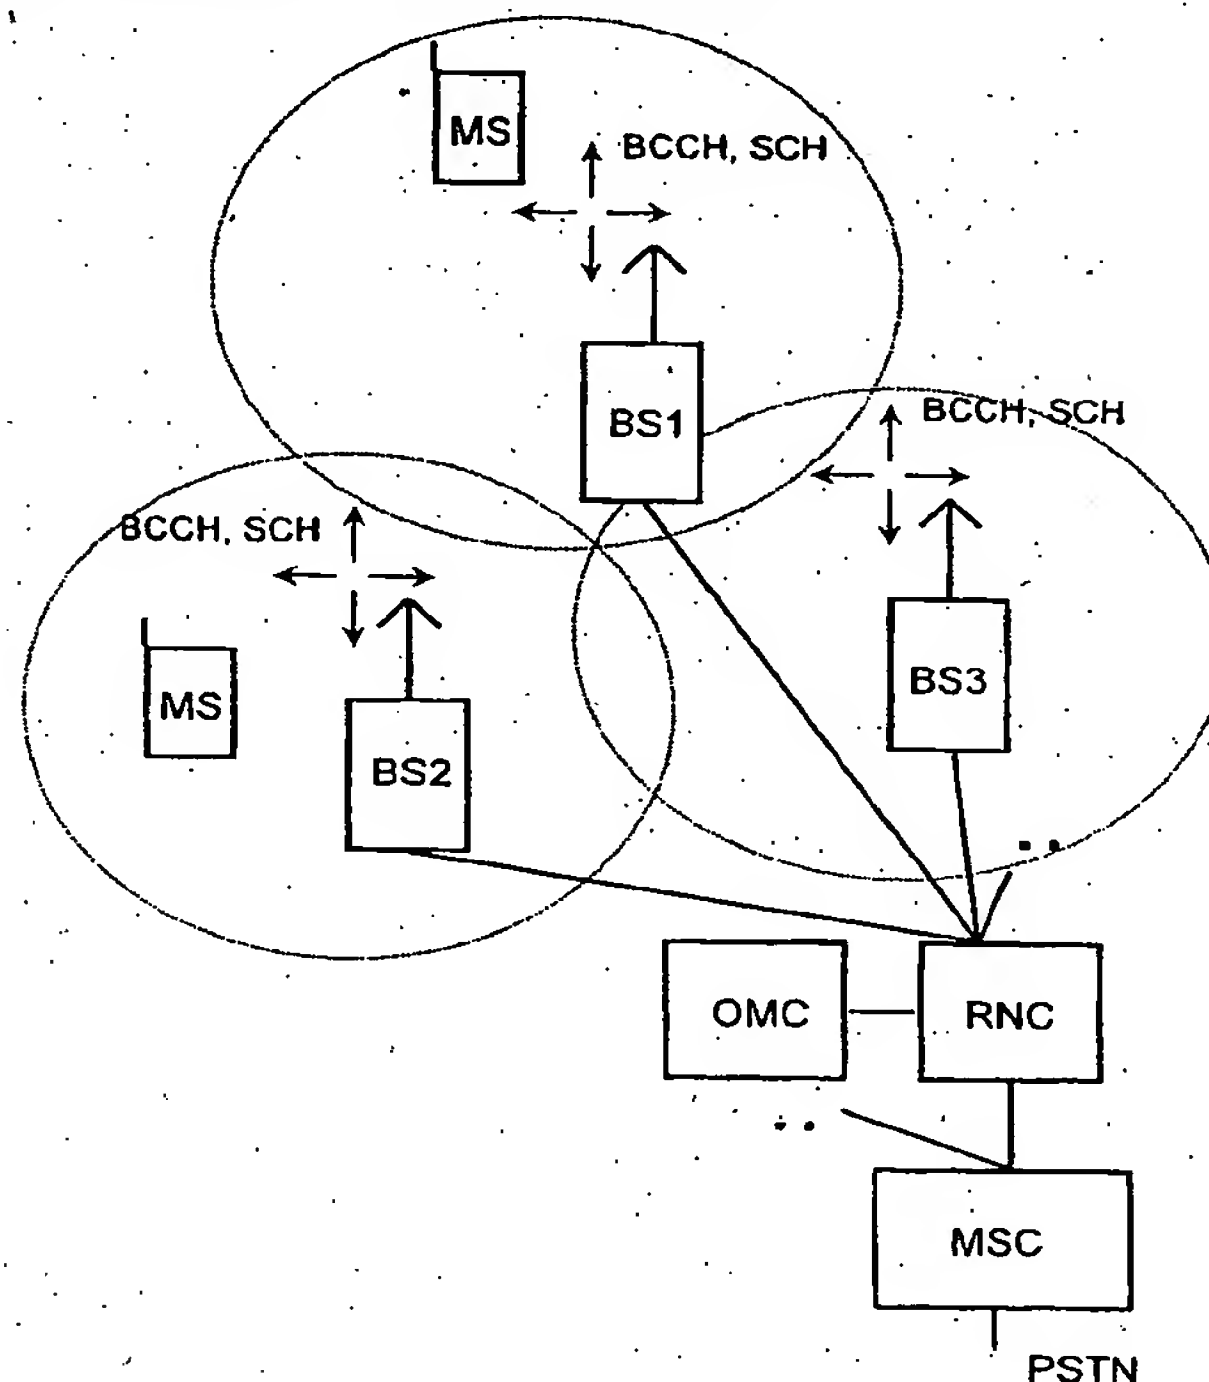 MS
BCCH, SCH
BS1
BCCH, SCH
BCCH, SCH
BS3
MS
BS2
OMC
RNC
MSC
PSTN